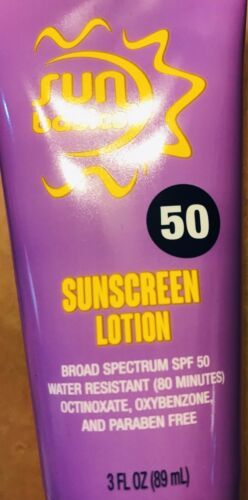 sun
basics
50
SUNSCREEN
LOTION
BROAD SPECTRUM SPF 50
WATER RESISTANT (80 MINUTES)
OCTINOXATE, OXYBENZONE,
AND PARABEN FREE
3 FL OZ (89 mL)